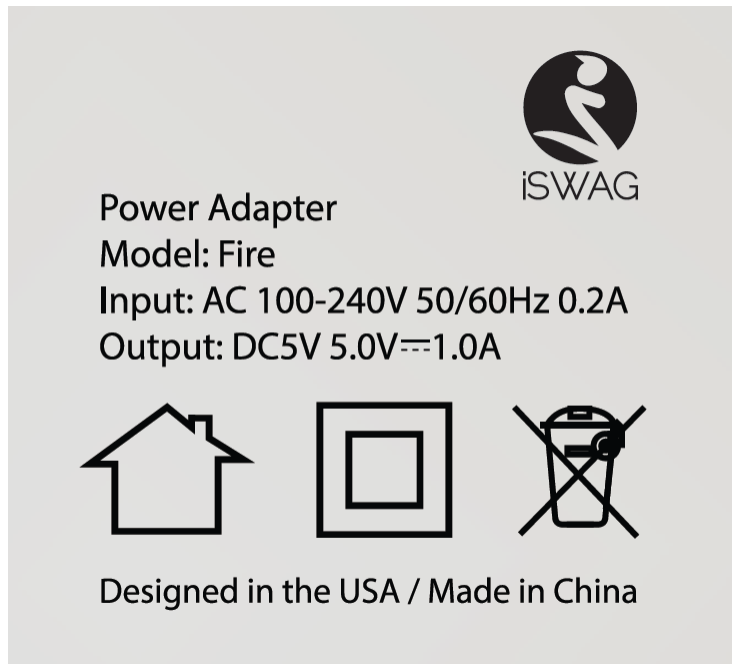 iSWAG
Power Adapter
Model: Fire
Input: AC 100-240V 50/60Hz 0.2A
Output: DC5V 5.0V⎓1.0A
Designed in the USA / Made in China